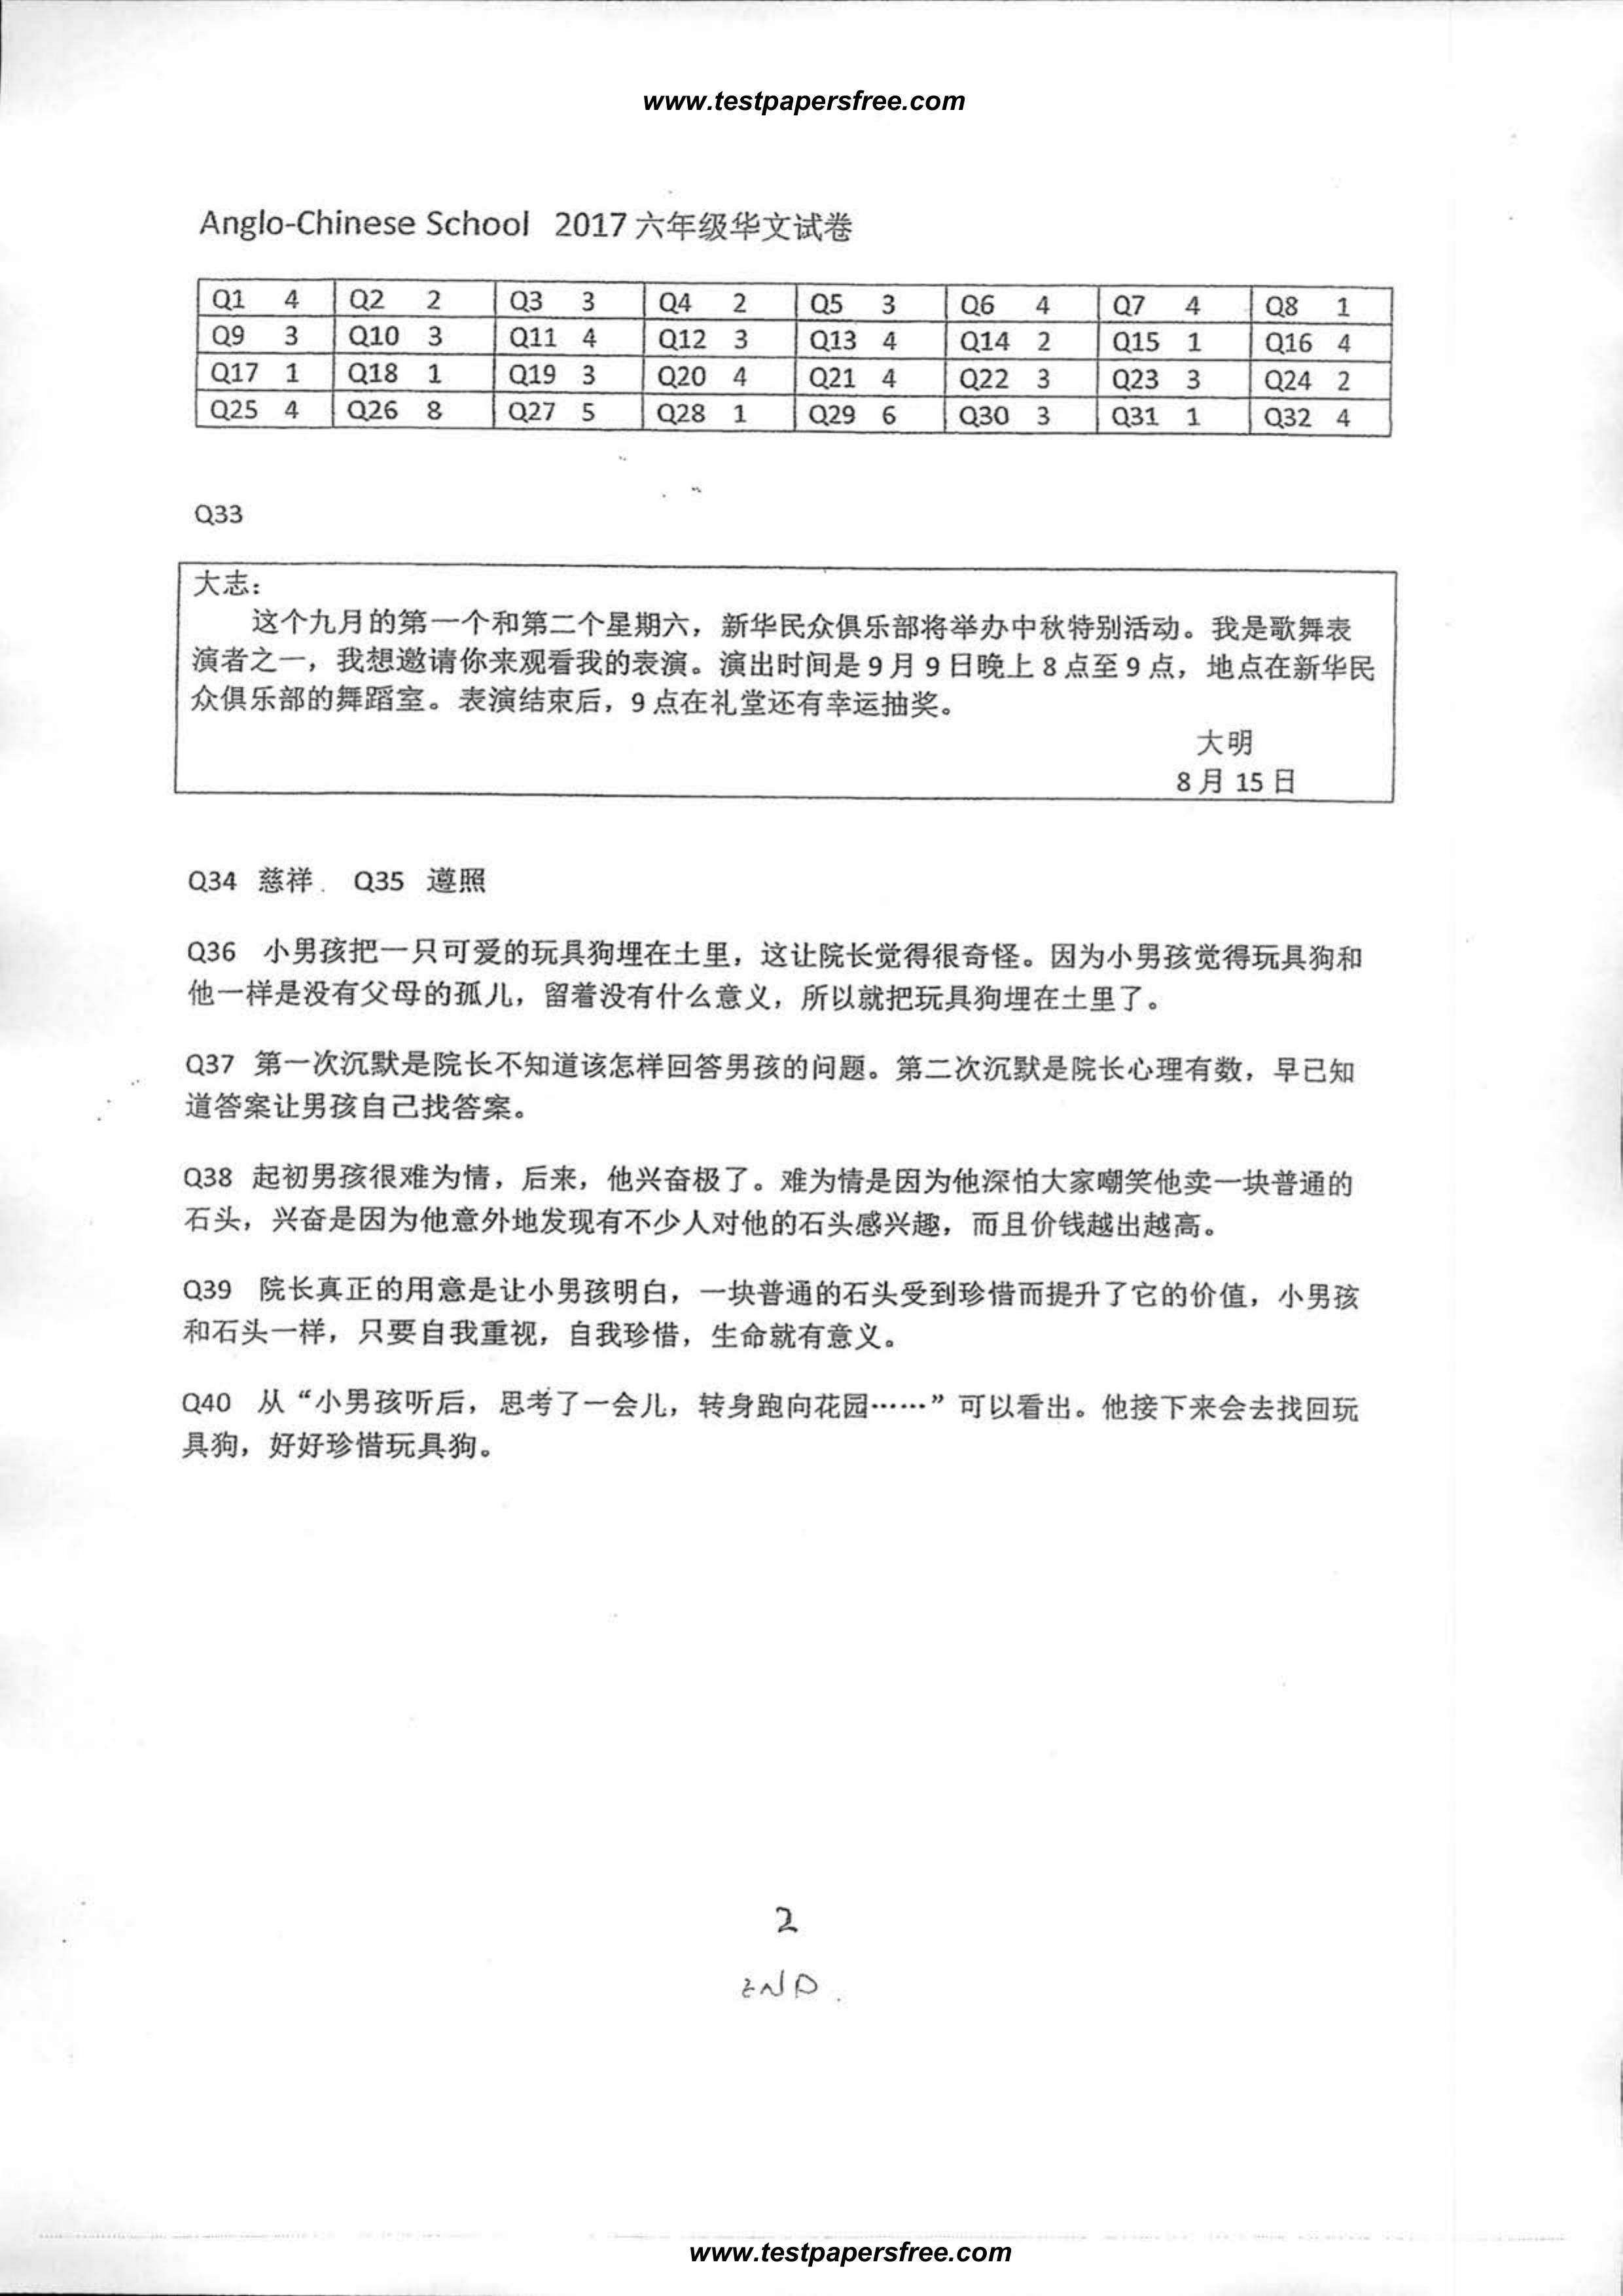 www.testpapersfree.com
Anglo-Chinese School 2017 六年级华文试卷
Q1 4 Q2 2 Q3 3 Q4 2 Q5 3 Q6 4 Q7 4 Q8 1
Q9 3 Q10 3 Q11 4 Q12 3 Q13 4 Q14 2 Q15 1 Q16 4
Q17 1 Q18 1 Q19 3 Q20 4 Q21 4 Q22 3 Q23 3 Q24 2
Q25 4 Q26 8 Q27 5 Q28 1 Q29 6 Q30 3 Q31 1 Q32 4
Q33
大志：
这个九月的第一个和第二个星期六，新华民众俱乐部将举办中秋特别活动。我是歌舞表
演者之一，我想邀请你来观看我的表演。演出时间是 9 月 9 日晚上 8 点至 9 点，地点在新华民
众俱乐部的舞蹈室。表演结束后，9 点在礼堂还有幸运抽奖。
大明
8 月 15 日
Q34 慈祥. Q35 遵照
Q36 小男孩把一只可爱的玩具狗埋在土里，这让院长觉得很奇怪。因为小男孩觉得玩具狗和
他一样是没有父母的孤儿，留着没有什么意义，所以就把玩具狗埋在土里了。
Q37 第一次沉默是院长不知道该怎样回答男孩的问题。第二次沉默是院长心理有数，早已知
道答案让男孩自己找答案。
Q38 起初男孩很难为情，后来，他兴奋极了。难为情是因为他深怕大家嘲笑他卖一块普通的
石头，兴奋是因为他意外地发现有不少人对他的石头感兴趣，而且价钱越出越高。
Q39 院长真正的用意是让小男孩明白，一块普通的石头受到珍惜而提升了它的价值，小男孩
和石头一样，只要自我重视，自我珍惜，生命就有意义。
Q40 从“小男孩听后，思考了一会儿，转身跑向花园……”可以看出。他接下来会去找回玩
具狗，好好珍惜玩具狗。
2
END.
www.testpapersfree.com